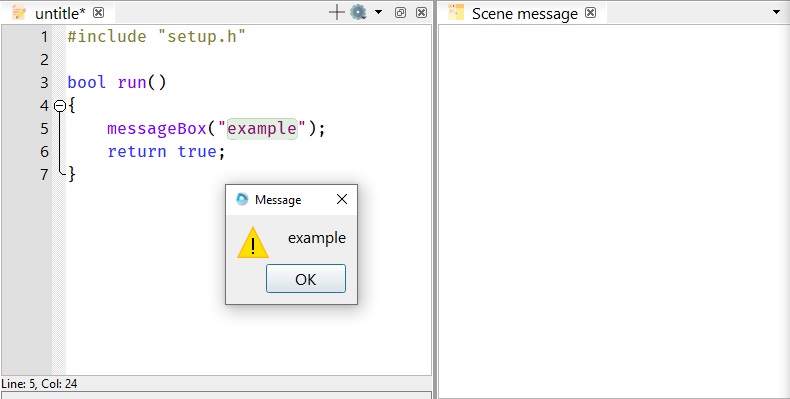 untitle*
Scene message
1 #include "setup.h"
2
3 bool run()
4 {
5 messageBox("example");
6 return true;
7 }
Message
example
OK
Line: 5, Col: 24